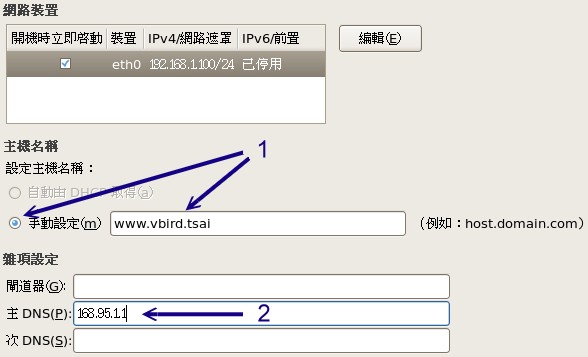 網路裝置
開機時立即啓動 裝置 IPv4/網路遮罩 IPv6/前置
eth0 192.168.1.100/24 已停用
編輯(E)
主機名稱
1
設定主機名稱：
自動由 DHCP 取得(a)
手動設定(m) www.vbird.tsai (例如：host.domain.com)
雜項設定
閘道器(G):
主 DNS(P): 168.95.1.1 2
次 DNS(S):